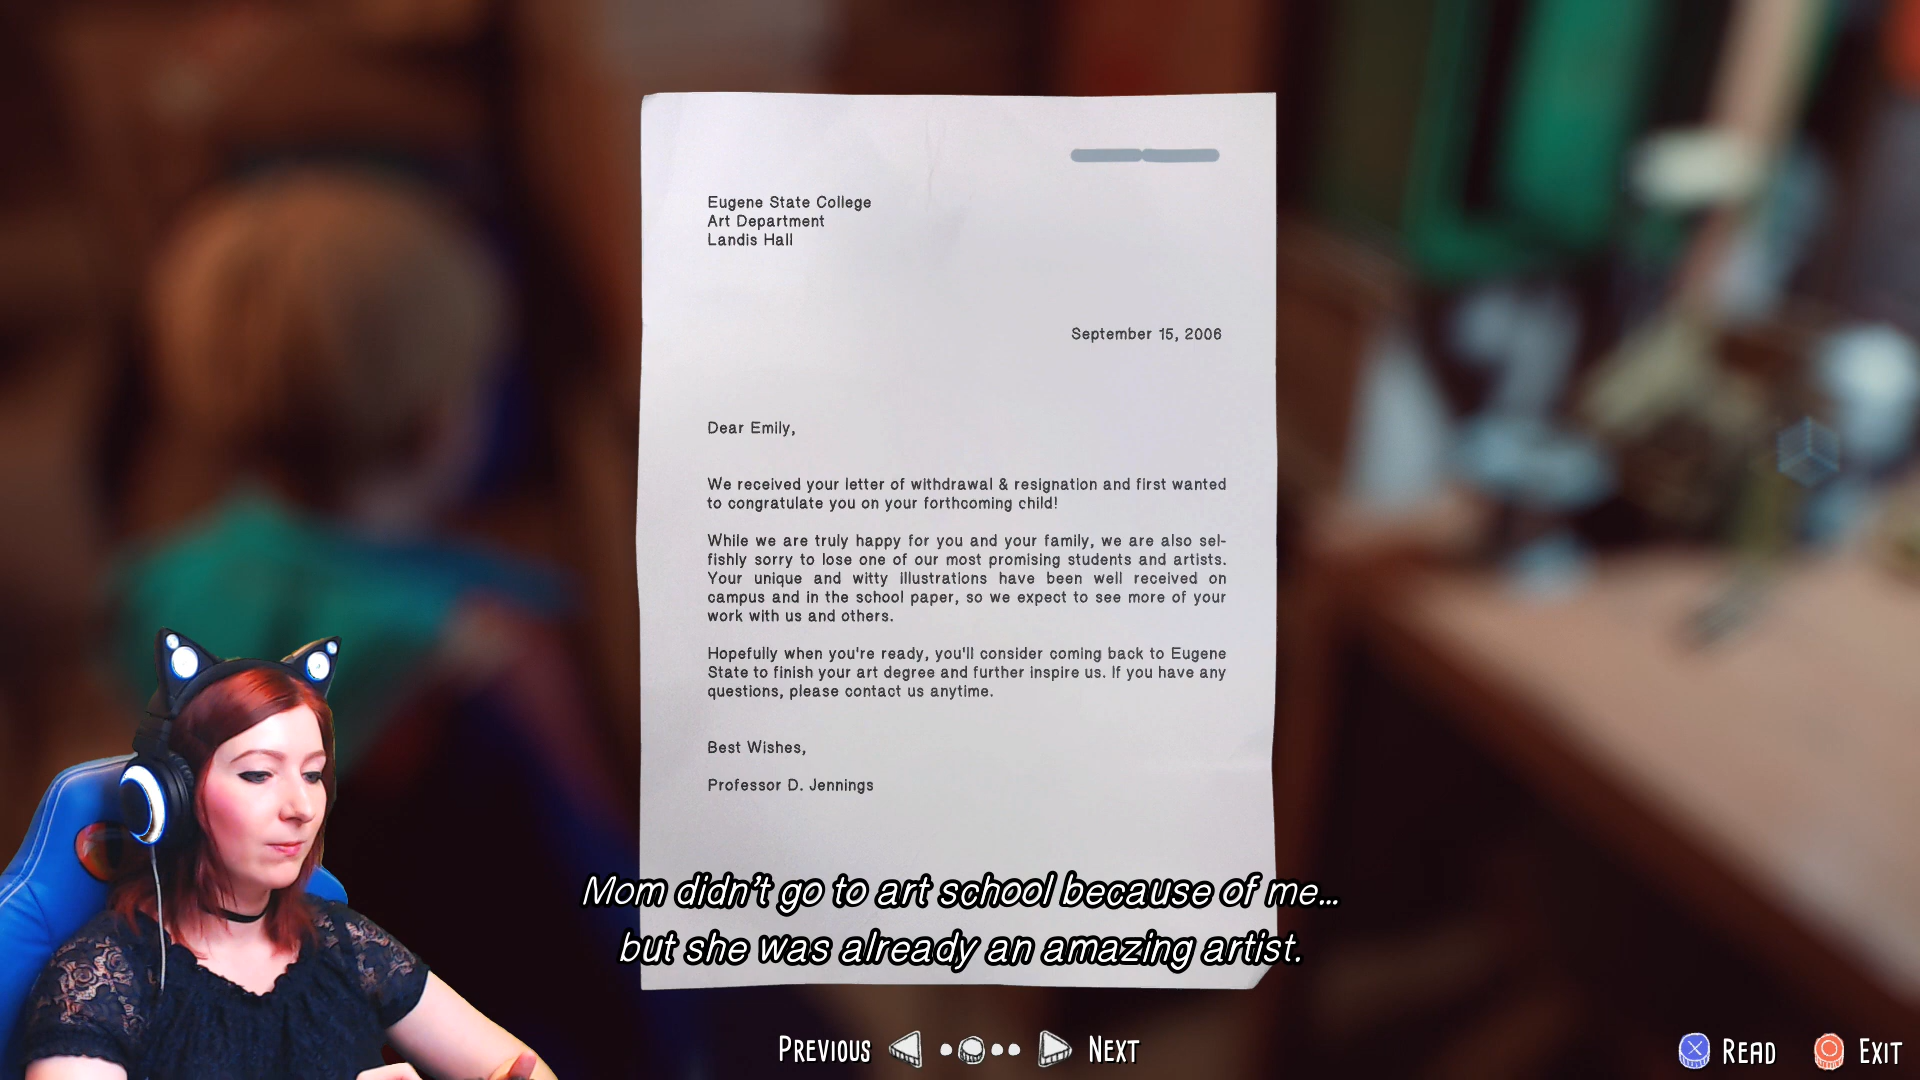 Eugene State College
Art Department
Landis Hall
September 15, 2006
Dear Emily,
We received your letter of withdrawal & resignation and first wanted
to congratulate you on your forthcoming child!
While we are truly happy for you and your family, we are also sel-
fishly sorry to lose one of our most promising students and artists.
Your unique and witty illustrations have been well received on
campus and in the school paper, so we expect to see more of your
work with us and others.
Hopefully when you're ready, you'll consider coming back to Eugene
State to finish your art degree and further inspire us. If you have any
questions, please contact us anytime.
Best Wishes,
Professor D. Jennings
Mom didn't go to art school because of me...
but she was already an amazing artist.
PREVIOUS NEXT
READ EXIT